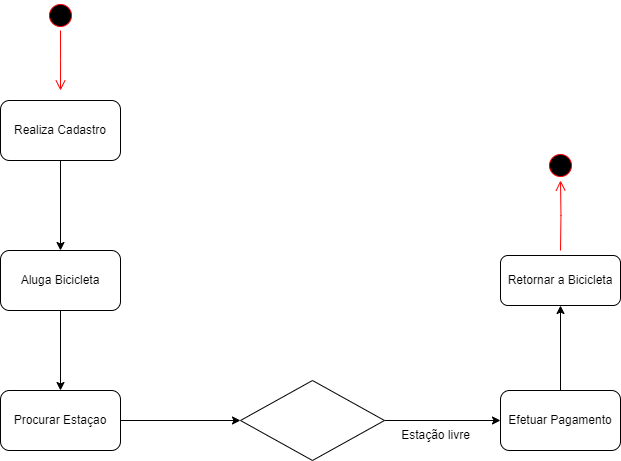 Realiza Cadastro
Aluga Bicicleta
Procurar Estaçao
Estação livre
Efetuar Pagamento
Retornar a Bicicleta